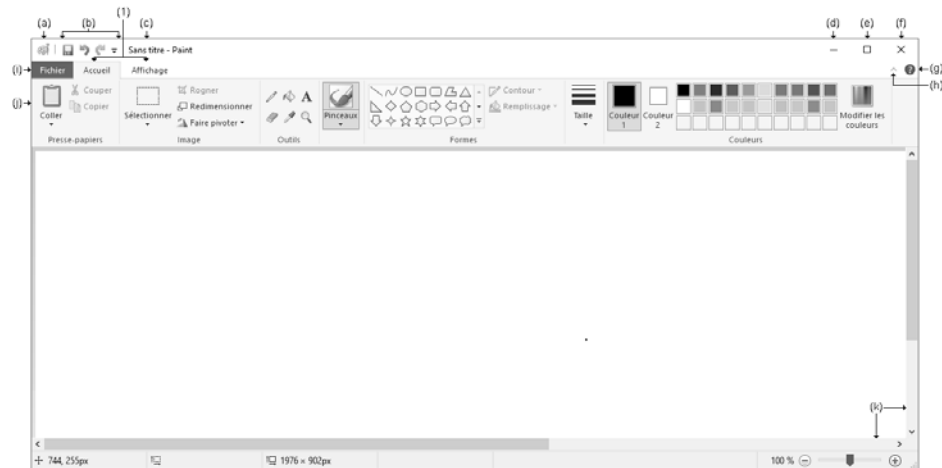 (1)
(a) (b) (c) (d) (e) (f)
Sans titre - Paint
(i) Fichier Accueil Affichage (g)
(h)
(j) Coller Couper Copier Sélectionner Rogner Redimensionner Faire pivoter A Pinceaux Contour Remplissage Taille Couleur 1 Couleur 2 Modifier les couleurs
Presse-papiers Image Outils Formes Couleurs
(k)
744, 255px 1976 × 902px 100 %